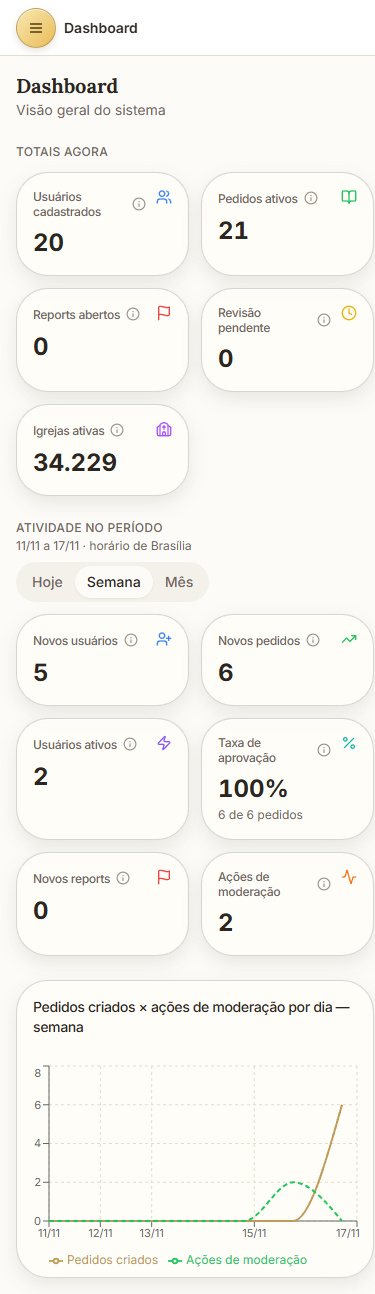 Dashboard
Dashboard
Visão geral do sistema
TOTAIS AGORA
Usuários
cadastrados
20
Pedidos ativos
21
Reports abertos
0
Revisão
pendente
0
Igrejas ativas
34.229
ATIVIDADE NO PERÍODO
11/11 a 17/11 · horário de Brasília
Hoje Semana Mês
Novos usuários
5
Novos pedidos
6
Usuários ativos
2
Taxa de
aprovação
100%
6 de 6 pedidos
Novos reports
0
Ações de
moderação
2
Pedidos criados × ações de moderação por dia —
semana
8
6
4
2
0
11/11 12/11 13/11 15/11 17/11
Pedidos criados Ações de moderação